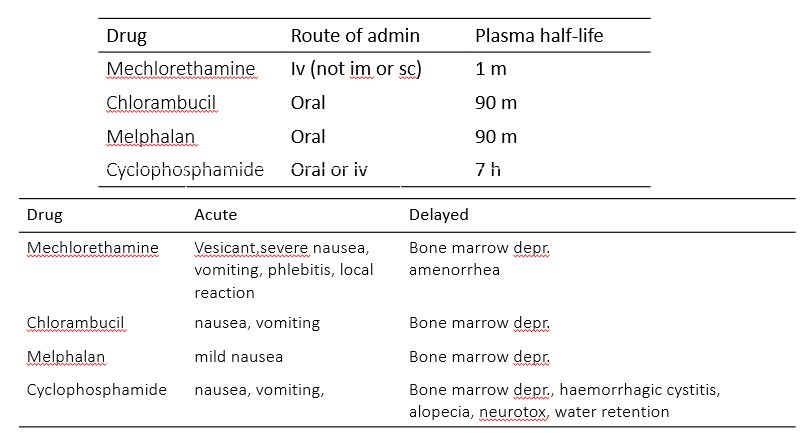 Drug Route of admin Plasma half-life
Mechlorethamine Iv (not im or sc) 1 m
Chlorambucil Oral 90 m
Melphalan Oral 90 m
Cyclophosphamide Oral or iv 7 h
Drug Acute Delayed
Mechlorethamine Vesicant,severe nausea, Bone marrow depr.
vomiting, phlebitis, local amenorrhea
reaction
Chlorambucil nausea, vomiting Bone marrow depr.
Melphalan mild nausea Bone marrow depr.
Cyclophosphamide nausea, vomiting, Bone marrow depr., haemorrhagic cystitis,
alopecia, neurotox, water retention